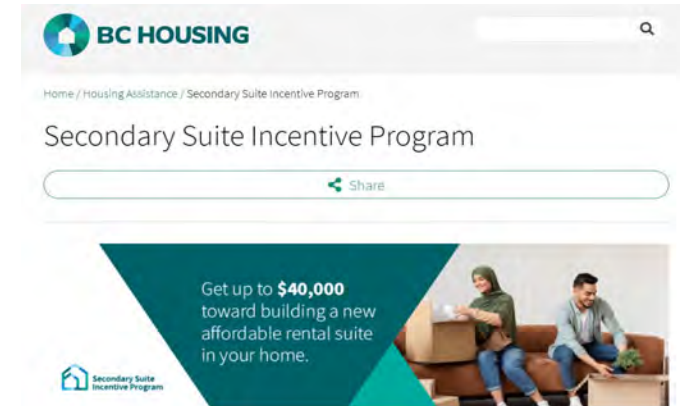 BC HOUSING
Home / Housing Assistance / Secondary Suite Incentive Program
Secondary Suite Incentive Program
Share
Get up to $40,000
toward building a new
affordable rental suite
in your home.
Secondary Suite
Incentive Program